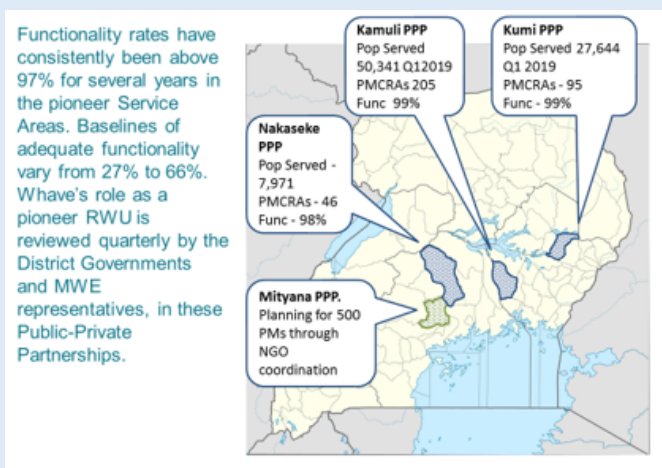 Functionality rates have
consistently been above
97% for several years in
the pioneer Service
Areas. Baselines of
adequate functionality
vary from 27% to 66%.
Whave's role as a
pioneer RWU is
reviewed quarterly by the
District Governments
and MWE
representatives, in these
Public-Private
Partnerships.
Kamuli PPP
Pop Served
50,341 Q12019
PMCRAs 205
Func 99%
Kumi PPP
Pop Served 27,644
Q1 2019
PMCRAs - 95
Func - 99%
Nakaseke
PPP
Pop Served -
7,971
PMCRAs - 46
Func - 98%
Mityana PPP.
Planning for 500
PMs through
NGO
coordination